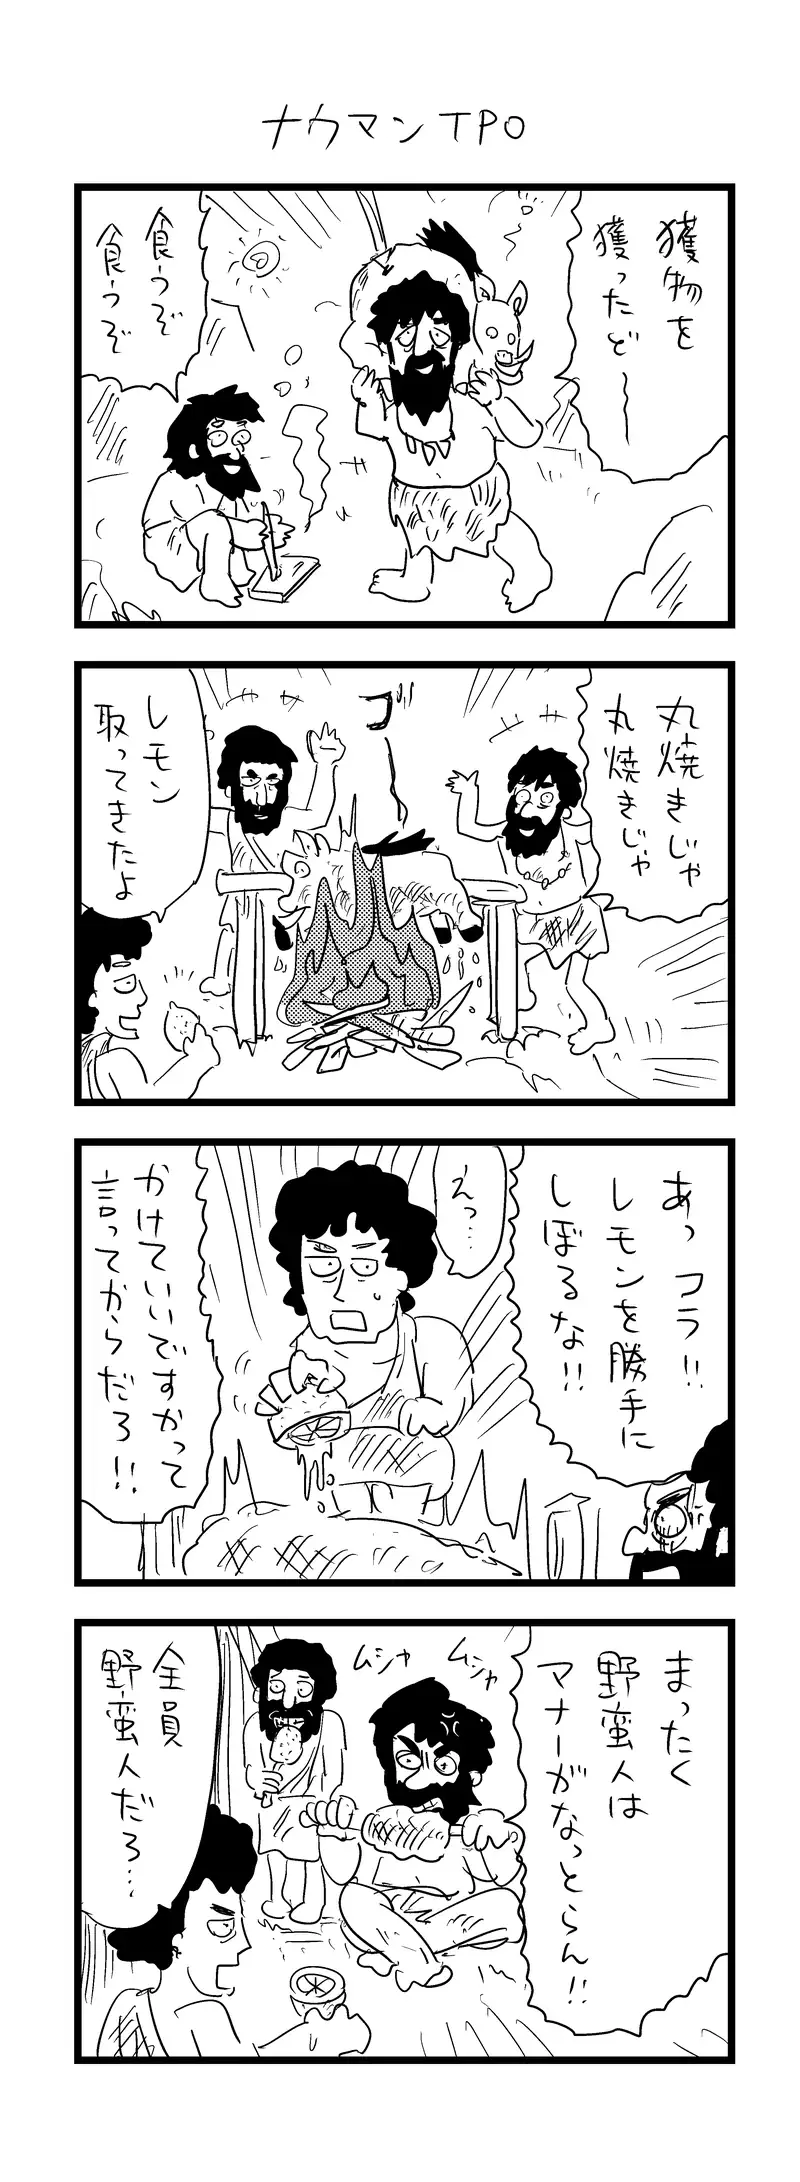 ナウマンTPO
獲物を
獲ったど〜
食うぞ
食うぞ
丸焼きじゃ
丸焼きじゃ
ゴー
レモン
取ってきたよ
あっコラ!!
レモンを勝手に
しぼるな!!
えっ…
かけていいですかって
言ってからだろ!!
まったく
野蛮人は
マナーがなっとらん!!
ムシャ
ムシャ
全員
野蛮人だろ…